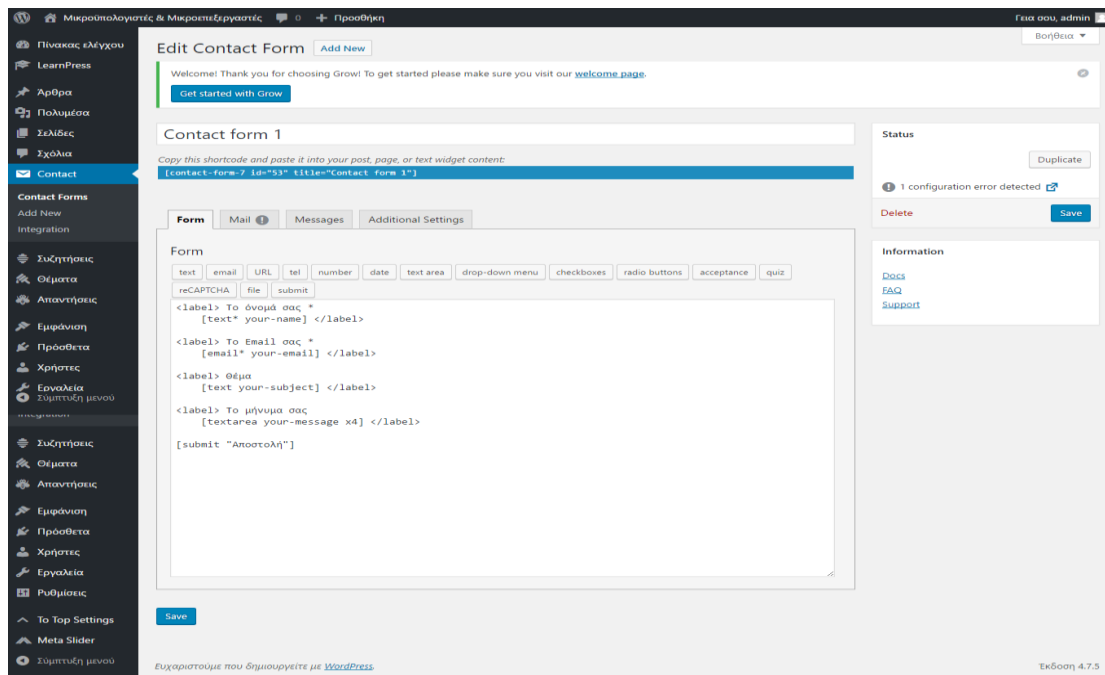 Μικροϋπολογιστές & Μικροεπεξεργαστές 0 + Προσθήκη Γεια σου, admin
Βοήθεια
Πίνακας ελέγχου
LearnPress
Άρθρα
Πολυμέσα
Σελίδες
Σχόλια
Contact
Contact Forms
Add New
Integration
Συζητήσεις
Θέματα
Απαντήσεις
Εμφάνιση
Πρόσθετα
Χρήστες
Εργαλεία
Σύμπτυξη μενού
Integration
Συζητήσεις
Θέματα
Απαντήσεις
Εμφάνιση
Πρόσθετα
Χρήστες
Εργαλεία
Ρυθμίσεις
To Top Settings
Meta Slider
Σύμπτυξη μενού
Edit Contact Form Add New
Welcome! Thank you for choosing Grow! To get started please make sure you visit our welcome page.
Get started with Grow
Contact form 1
Copy this shortcode and paste it into your post, page, or text widget content:
[contact-form-7 id="53" title="Contact form 1"]
Form Mail Messages Additional Settings
Form
text email URL tel number date text area drop-down menu checkboxes radio buttons acceptance quiz
reCAPTCHA file submit
<label> Το όνομά σας *
[text* your-name] </label>
<label> Το Email σας *
[email* your-email] </label>
<label> Θέμα
[text your-subject] </label>
<label> Το μήνυμα σας
[textarea your-message x4] </label>
[submit "Αποστολή"]
Save
Status
Duplicate
1 configuration error detected
Delete Save
Information
Docs
FAQ
Support
Ευχαριστούμε που δημιουργείτε με WordPress. Έκδοση 4.7.5